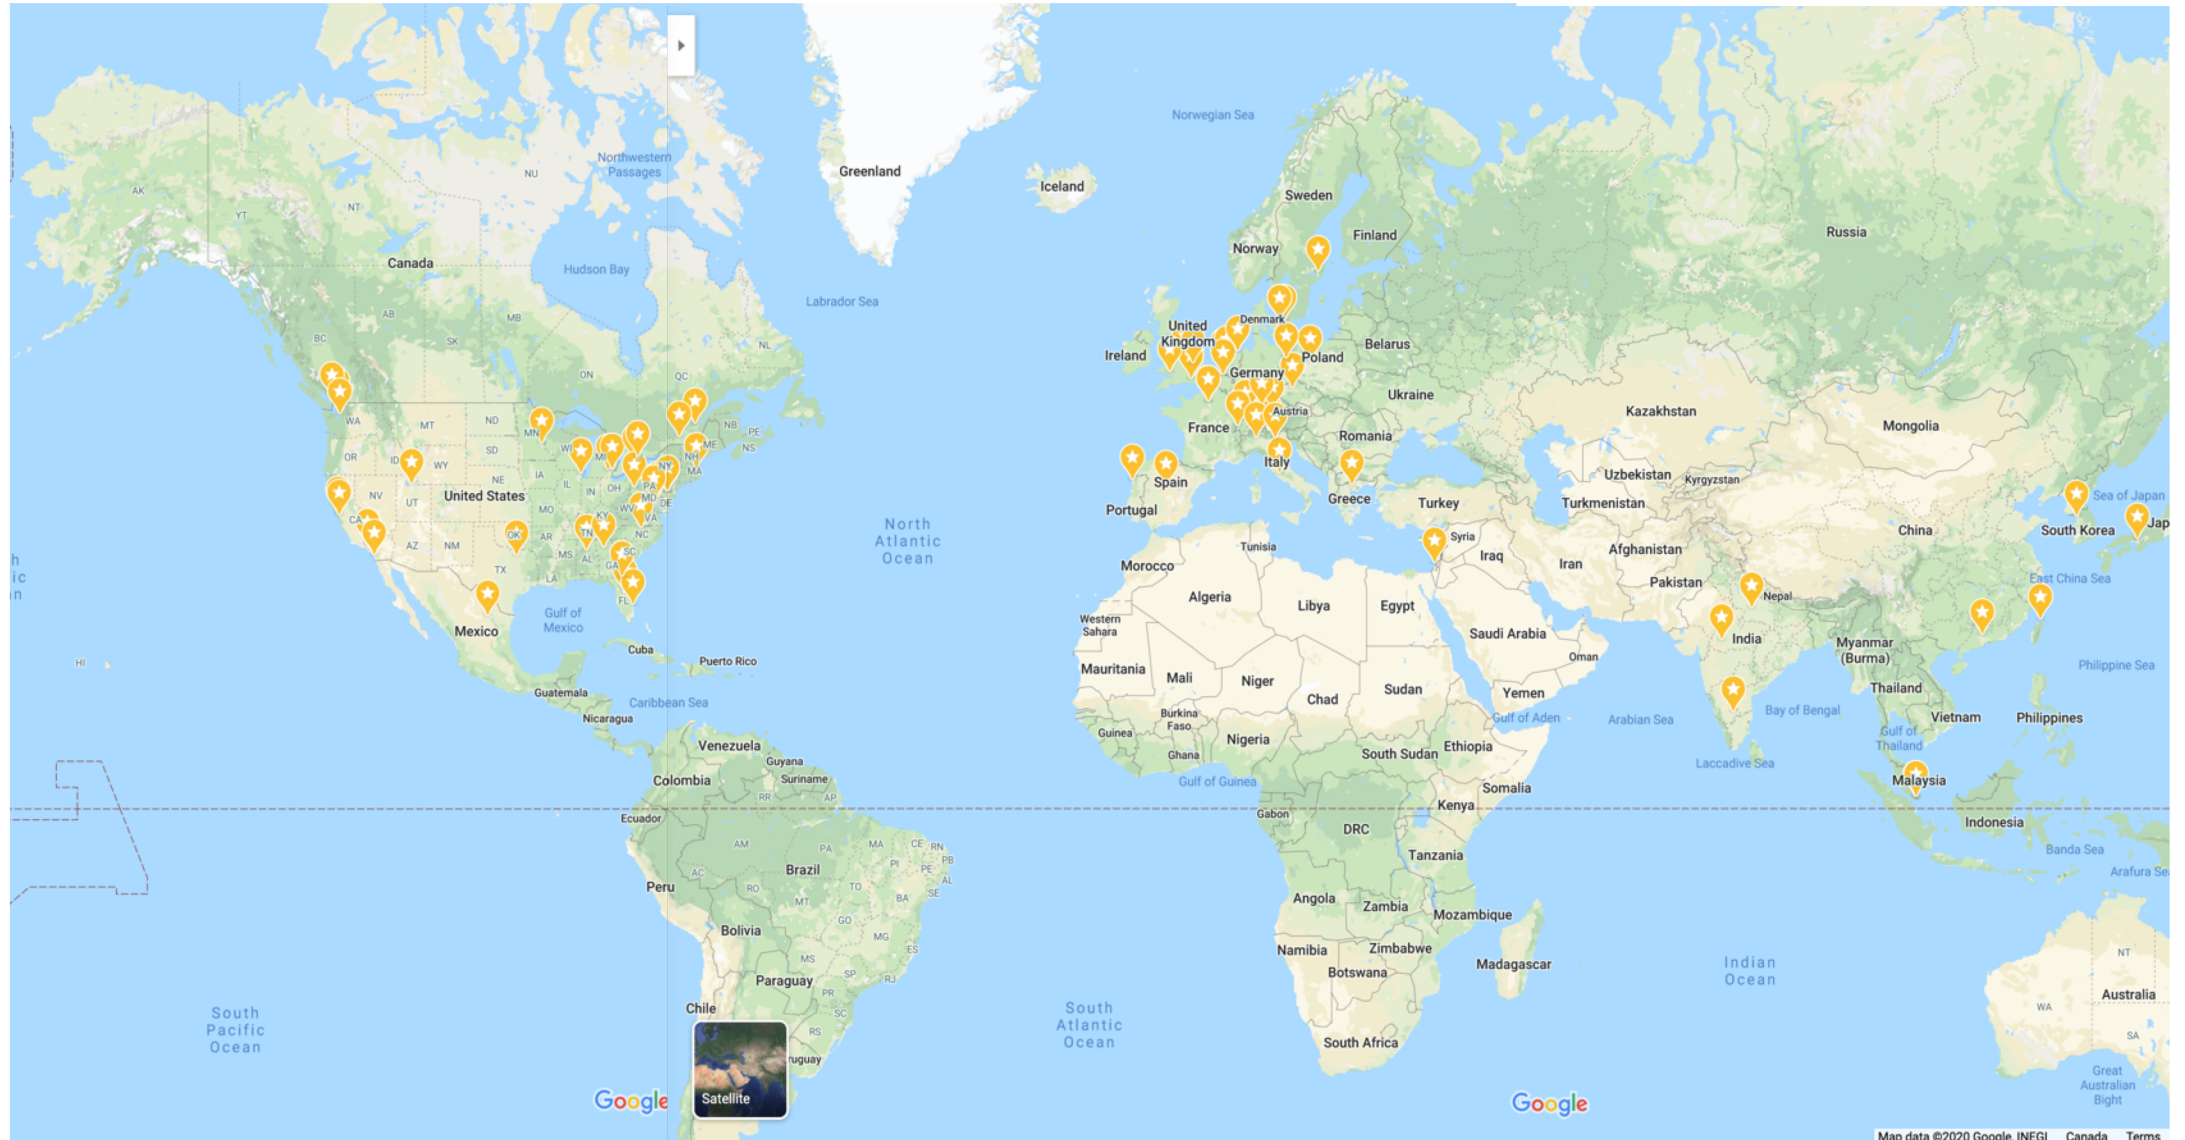 Norwegian Sea
Northwestern
Passages
Greenland
NU
Iceland
AK
Sweden
NT
YT
Russia
Finland
Norway
Canada
Hudson Bay
Labrador Sea
AB
MB
Denmark
United
Kingdom
BC
SK
NL
Belarus
Ireland
Poland
ON
QC
Germany
Ukraine
Kazakhstan
Austria
WA
MT
ND
NB
PE
MN
France
Mongolia
Romania
ME
NS
WI
OR
ID
WY
SD
MI
NH
NY
MA
Italy
IA
Uzbekistan
Kyrgyzstan
NE
IL
IN
OH
PA
Spain
NV
UT
United States
MD
DE
Greece
Turkey
Turkmenistan
Sea of Japan
Portugal
MO
KY
WV
VA
CA
North
Atlantic
Ocean
China
South Korea
Jap
OK
AR
TN
NC
Syria
AZ
NM
Tunisia
Iraq
Afghanistan
MS
AL
GA
SC
Morocco
Iran
TX
LA
Pakistan
East China Sea
Algeria
Libya
Egypt
Nepal
FL
Gulf of
Mexico
Western
Sahara
Mexico
Saudi Arabia
India
Myanmar
(Burma)
Cuba
Puerto Rico
Oman
HI
Mauritania
Mali
Niger
Philippine Sea
Chad
Sudan
Yemen
Thailand
Guatemala
Caribbean Sea
Burkina
Faso
Gulf of Aden
Arabian Sea
Bay of Bengal
Vietnam
Philippines
Nicaragua
Guinea
Nigeria
Ethiopia
Gulf of
Thailand
Venezuela
Ghana
South Sudan
Guyana
Laccadive Sea
Colombia
Suriname
Gulf of Guinea
Somalia
Malaysia
RR
AP
Kenya
Ecuador
Gabon
Indonesia
DRC
AM
PA
MA
CE
RN
Tanzania
Banda Sea
PB
PI
PE
Brazil
AC
AL
Arafura Se
Peru
RO
TO
SE
MT
BA
Angola
Zambia
Mozambique
GO
Bolivia
MG
ES
Namibia
Zimbabwe
NT
MS
Madagascar
Indian
Ocean
Botswana
SP
RJ
Paraguay
PR
Australia
Chile
SC
WA
South
Pacific
Ocean
South
Atlantic
Ocean
RS
SA
South Africa
ruguay
Great
Australian
Bight
Satellite
Google
Google
Map data ©2020 Google, INEGI Canada Terms